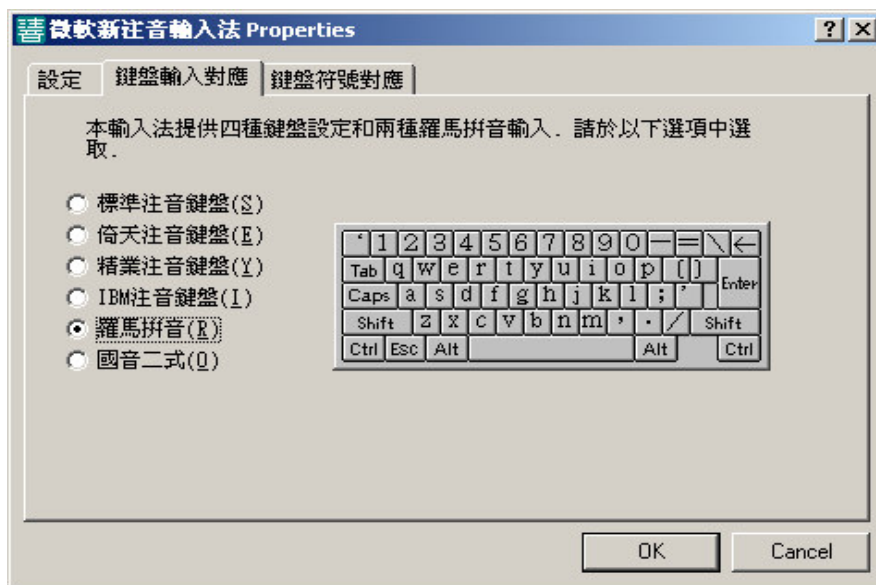 微軟新注音輸入法 Properties
設定 鍵盤輸入對應 鍵盤符號對應
本輸入法提供四種鍵盤設定和兩種羅馬拼音輸入. 請於以下選項中選
取.
標準注音鍵盤(S)
倚天注音鍵盤(E)
精業注音鍵盤(Y)
IBM注音鍵盤(I)
羅馬拼音(R)
國音二式(O)
‘ 1 2 3 4 5 6 7 8 9 0 — = \ ←
Tab q w e r t y u i o p [ ]
Enter
Caps a s d f g h j k l ; ’
Shift z x c v b n m , . / Shift
Ctrl Esc Alt Alt Ctrl
OK Cancel